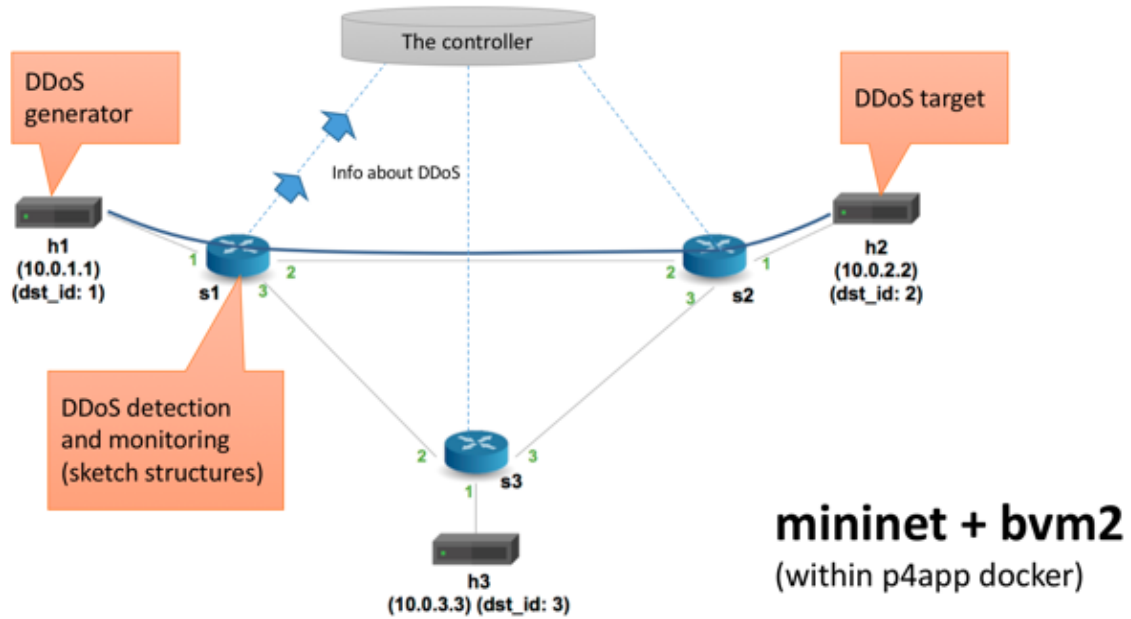 The controller
DDoS
generator
DDoS target
Info about DDoS
h1
(10.0.1.1)
(dst_id: 1)
1
2
3
s1
2
1
3
s2
h2
(10.0.2.2)
(dst_id: 2)
DDoS detection
and monitoring
(sketch structures)
2
3
1
s3
h3
(10.0.3.3) (dst_id: 3)
mininet + bvm2
(within p4app docker)